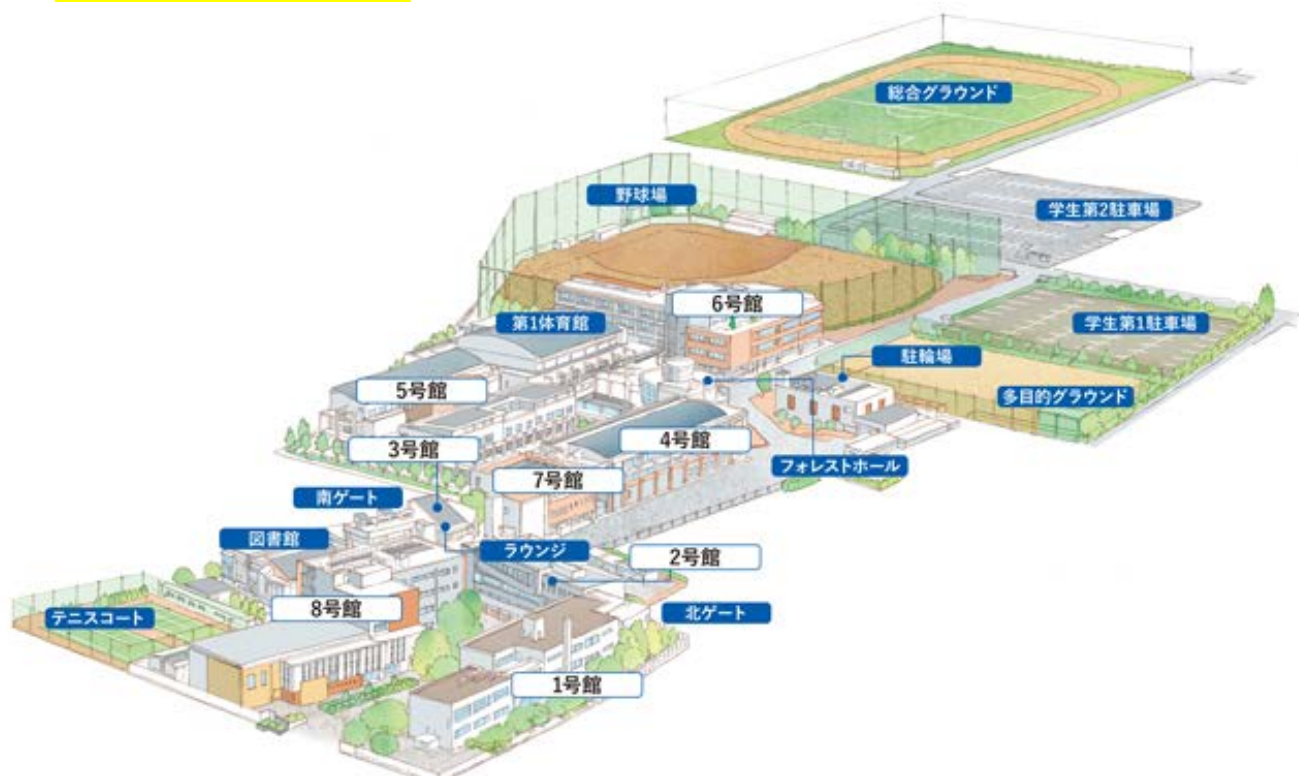 総合グラウンド
野球場
学生第2駐車場
6号館
第1体育館
学生第1駐車場
駐輪場
5号館
多目的グラウンド
3号館
4号館
フォレストホール
7号館
南ゲート
図書館
ラウンジ
2号館
テニスコート
8号館
北ゲート
1号館